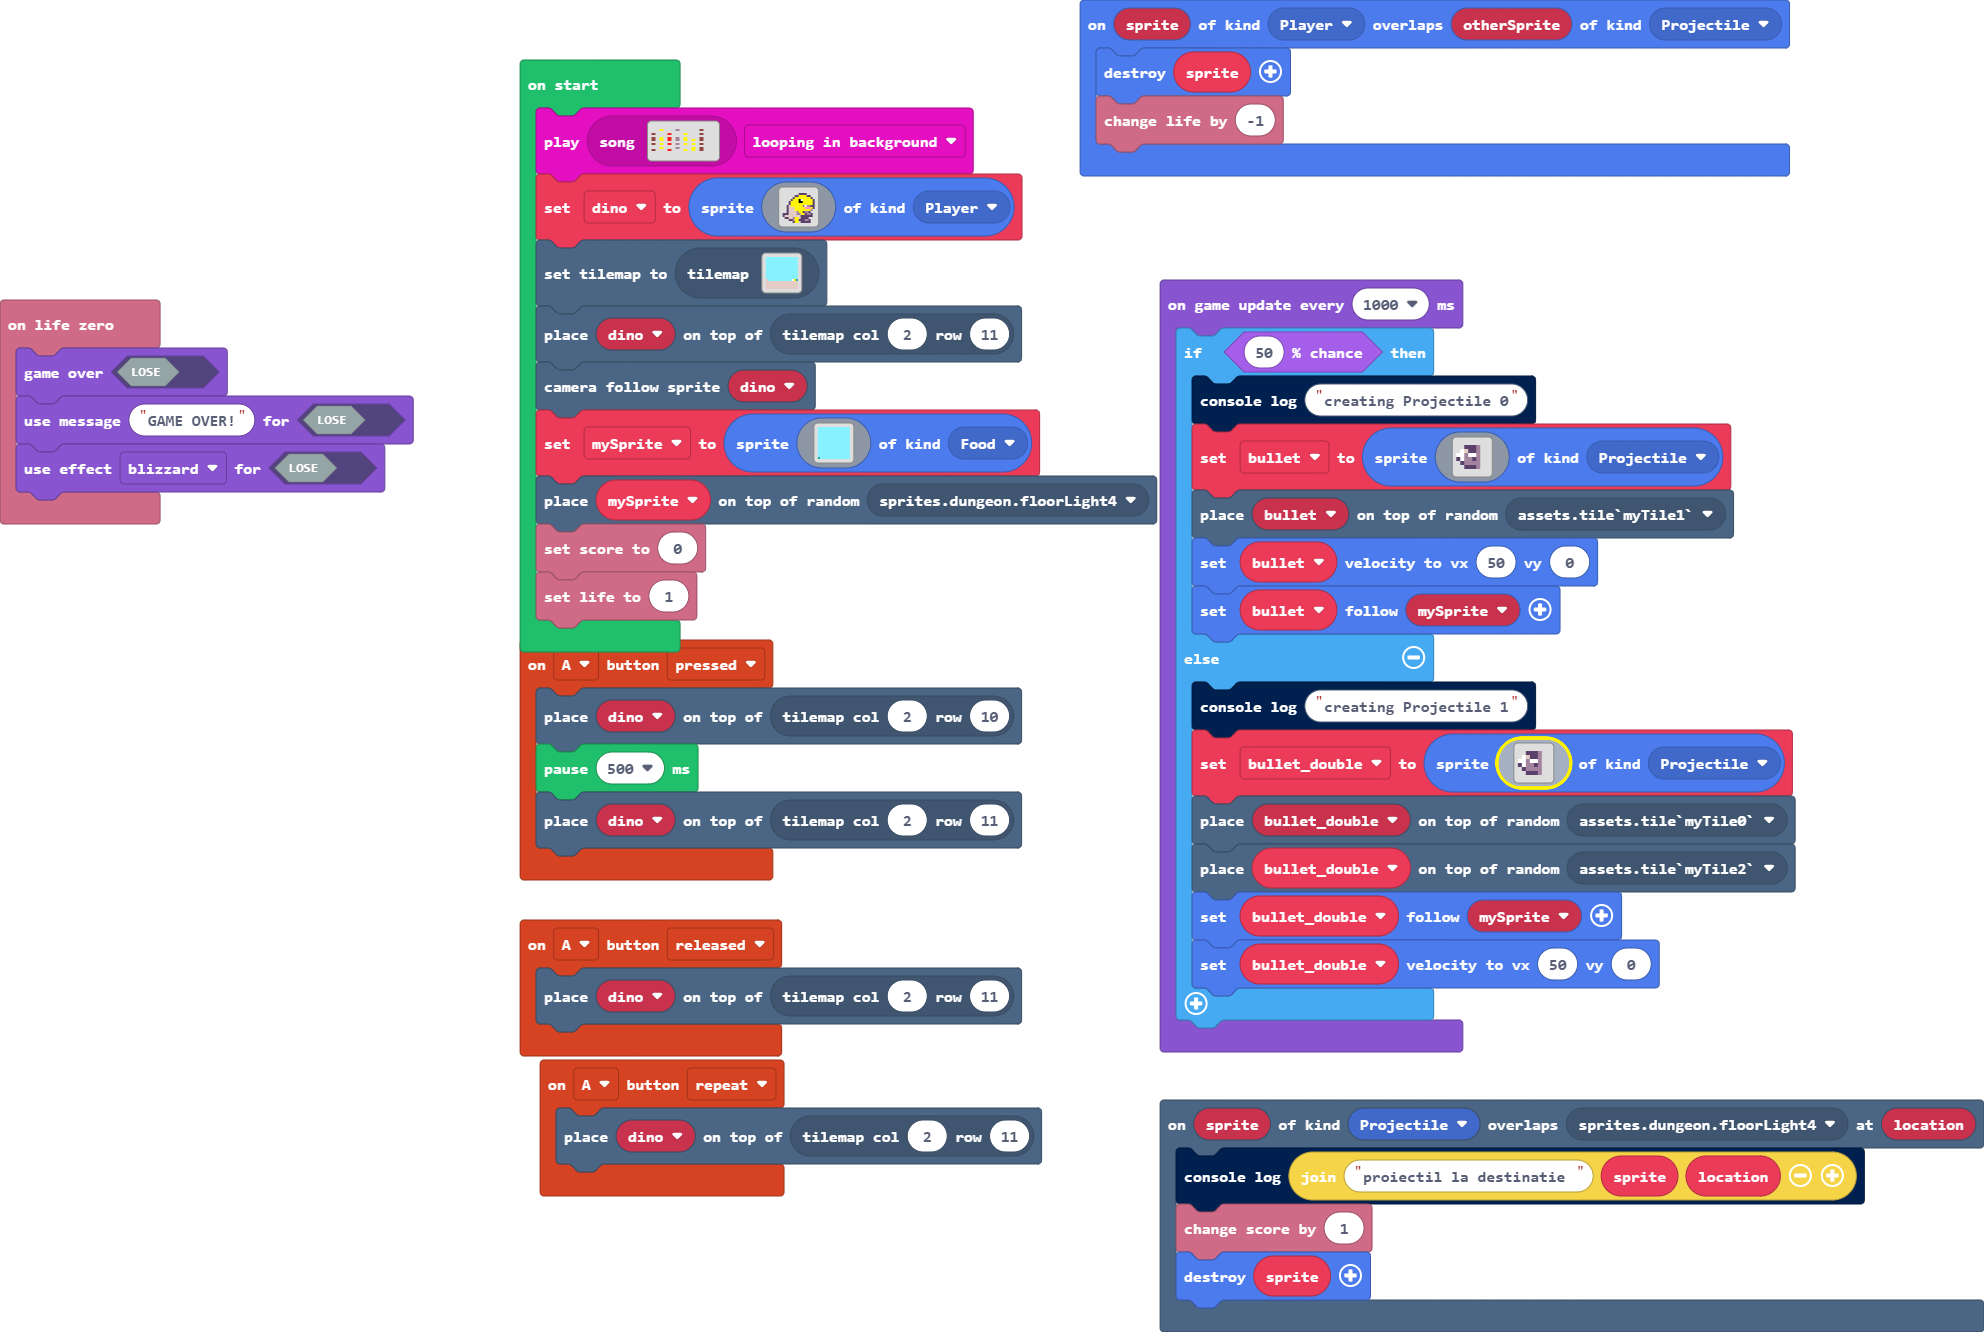 on life zero
game over LOSE
use message "GAME OVER!" for LOSE
use effect blizzard for LOSE
on start
play song looping in background
set dino to sprite of kind Player
set tilemap to tilemap
place dino on top of tilemap col 2 row 11
camera follow sprite dino
set mySprite to sprite of kind Food
place mySprite on top of random sprites.dungeon.floorLight4
set score to 0
set life to 1
on A button pressed
place dino on top of tilemap col 2 row 10
pause 500 ms
place dino on top of tilemap col 2 row 11
on A button released
place dino on top of tilemap col 2 row 11
on A button repeat
place dino on top of tilemap col 2 row 11
on sprite of kind Player overlaps otherSprite of kind Projectile
destroy sprite
change life by -1
on game update every 1000 ms
if 50 % chance then
console log "creating Projectile 0"
set bullet to sprite of kind Projectile
place bullet on top of random assets.tile`myTile1`
set bullet velocity to vx 50 vy 0
set bullet follow mySprite
else
console log "creating Projectile 1"
set bullet_double to sprite of kind Projectile
place bullet_double on top of random assets.tile`myTile0`
place bullet_double on top of random assets.tile`myTile2`
set bullet_double follow mySprite
set bullet_double velocity to vx 50 vy 0
on sprite of kind Projectile overlaps sprites.dungeon.floorLight4 at location
console log join "proiectil la destinatie " sprite location
change score by 1
destroy sprite